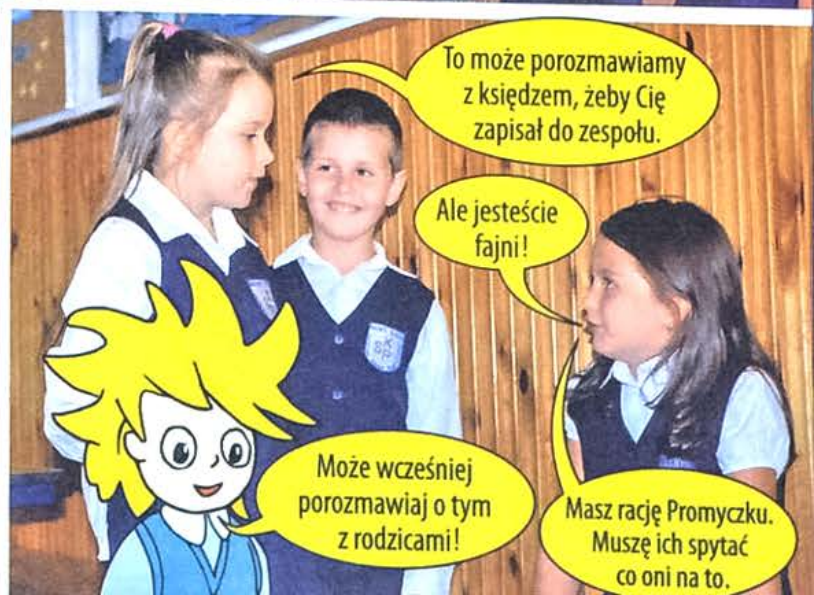 To może porozmawiamy
z księdzem, żeby Cię
zapisał do zespołu.
Ale jesteście
fajni!
Może wcześniej
porozmawiaj o tym
z rodzicami!
Masz rację Promyczku.
Muszę ich spytać
co oni na to.